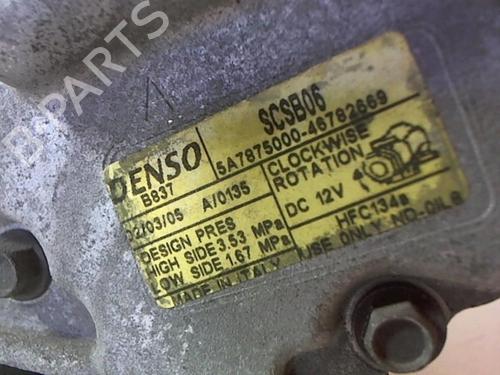 B-PARTS
DENSO
SCSB06
B837
5A7875000-46782669
/03/05 A/0135
CLOCKWISE
ROTATION
DC 12V
DESIGN PRES
HIGH SIDE 3.53 MPa
LOW SIDE 1.67 MPa
HFC134a
USE ONLY ND-OIL 8
MADE IN ITALY